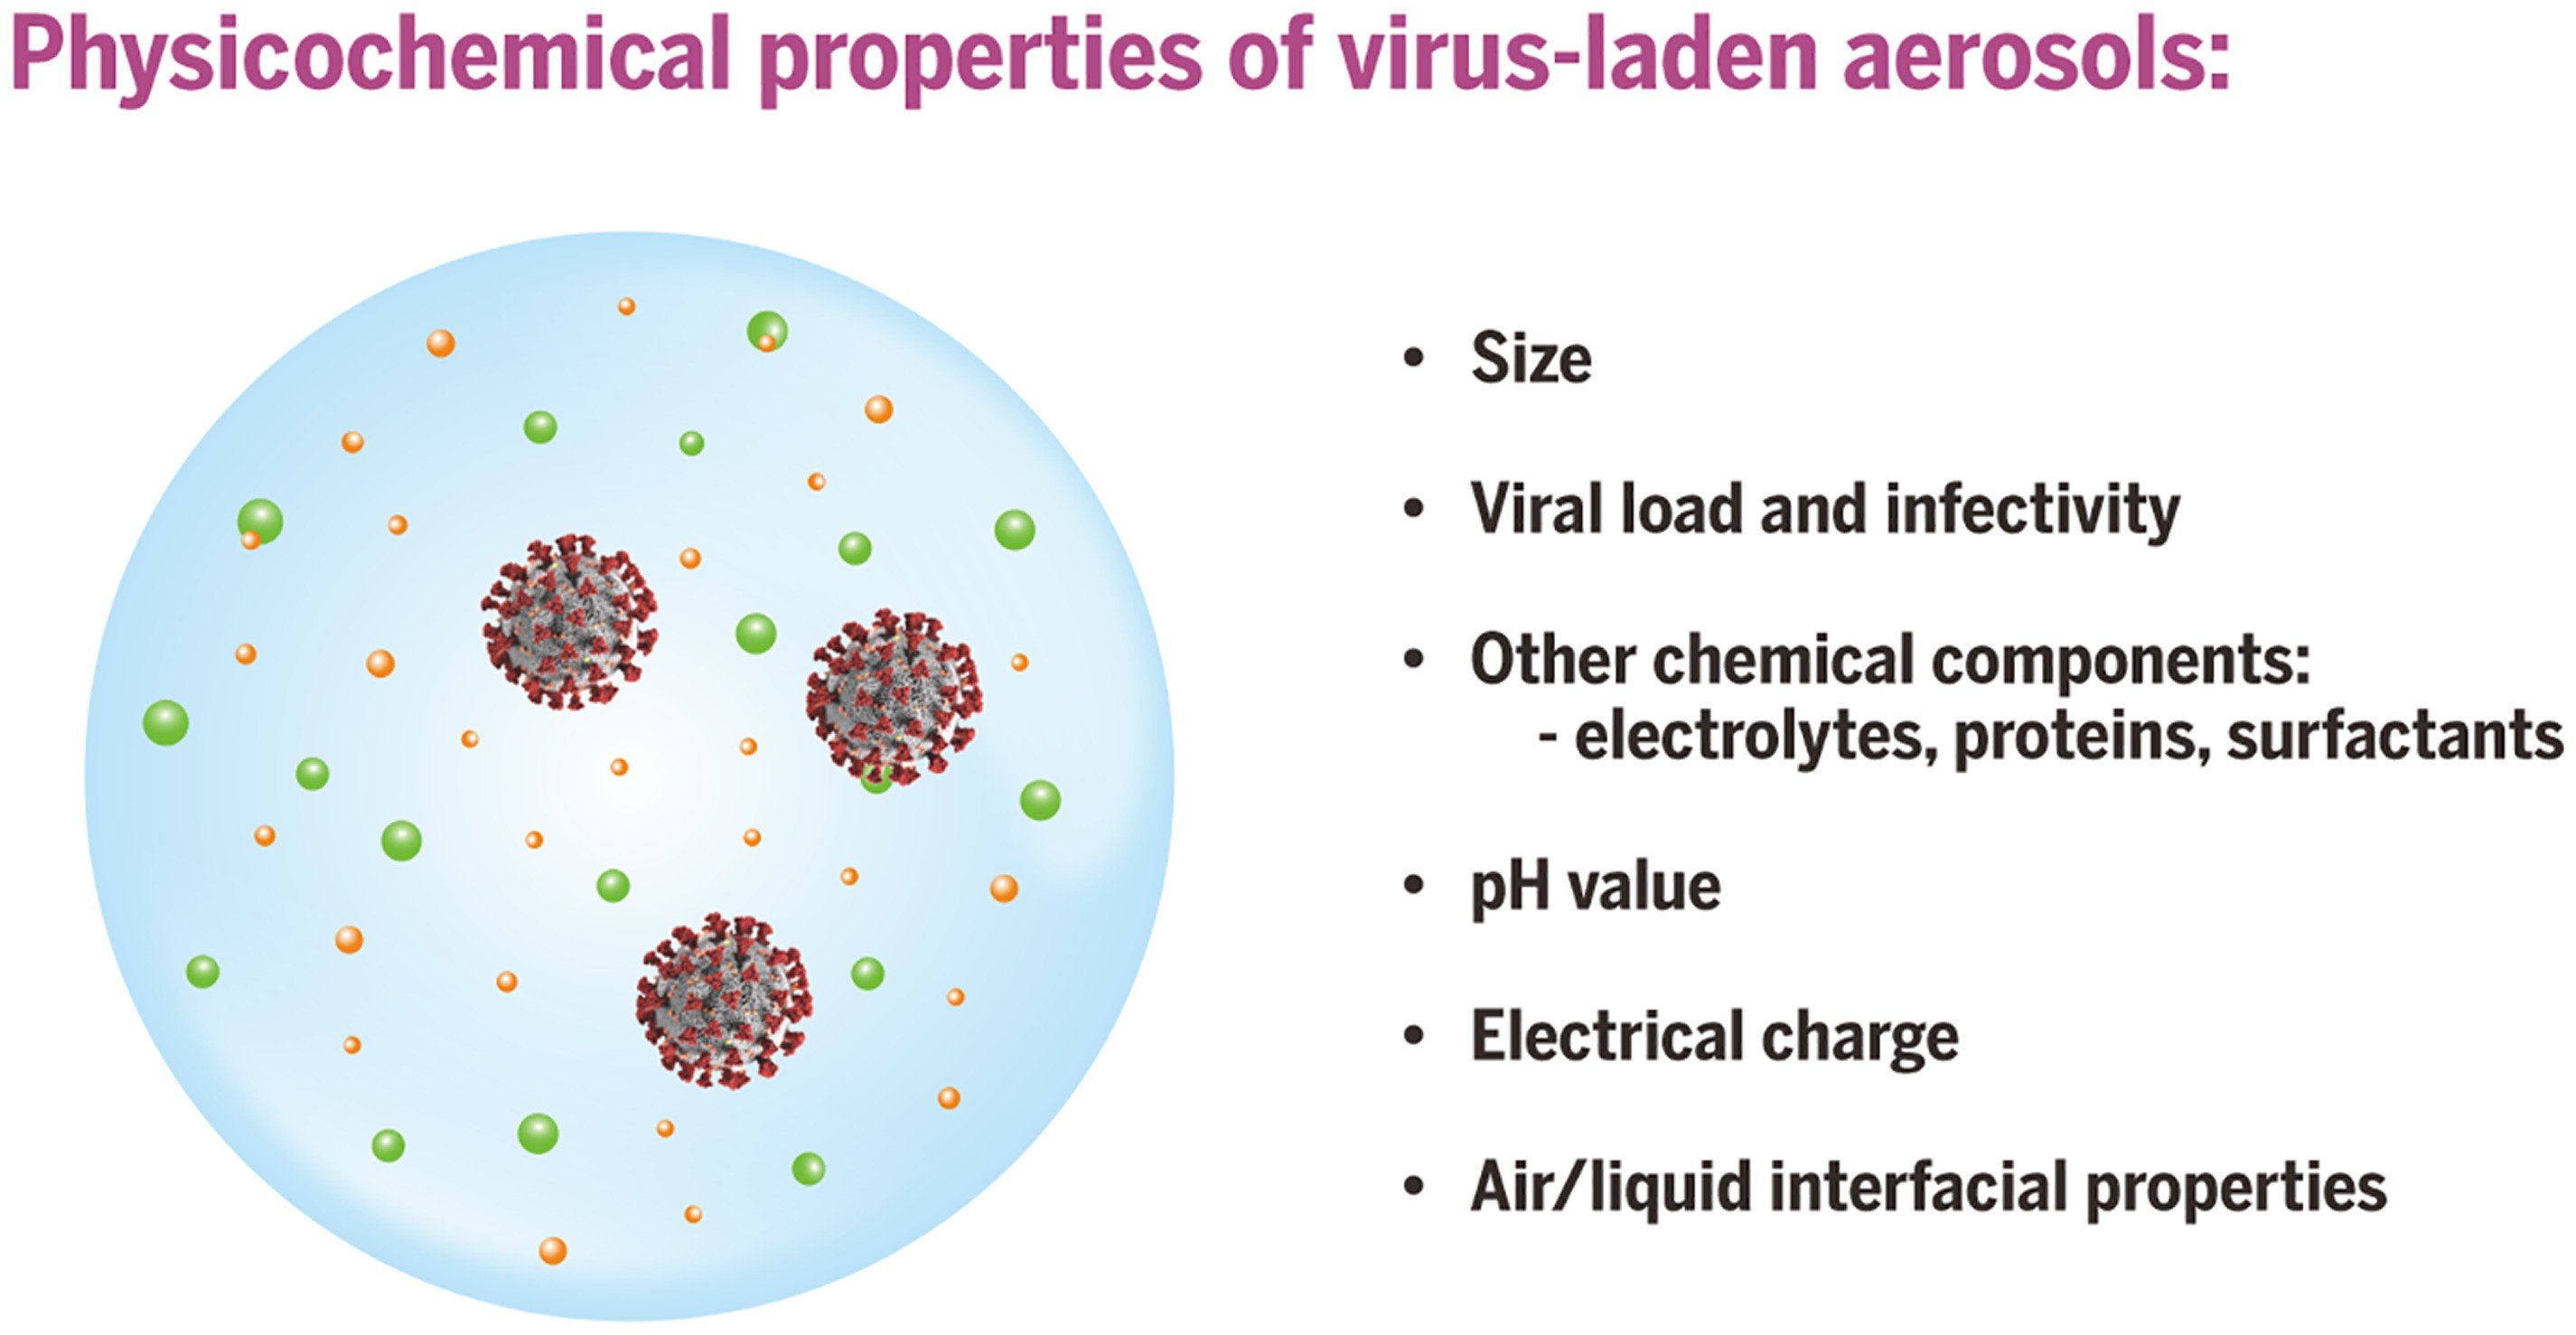 Physicochemical properties of virus-laden aerosols:
• Size
• Viral load and infectivity
• Other chemical components:
- electrolytes, proteins, surfactants
• pH value
• Electrical charge
• Air/liquid interfacial properties